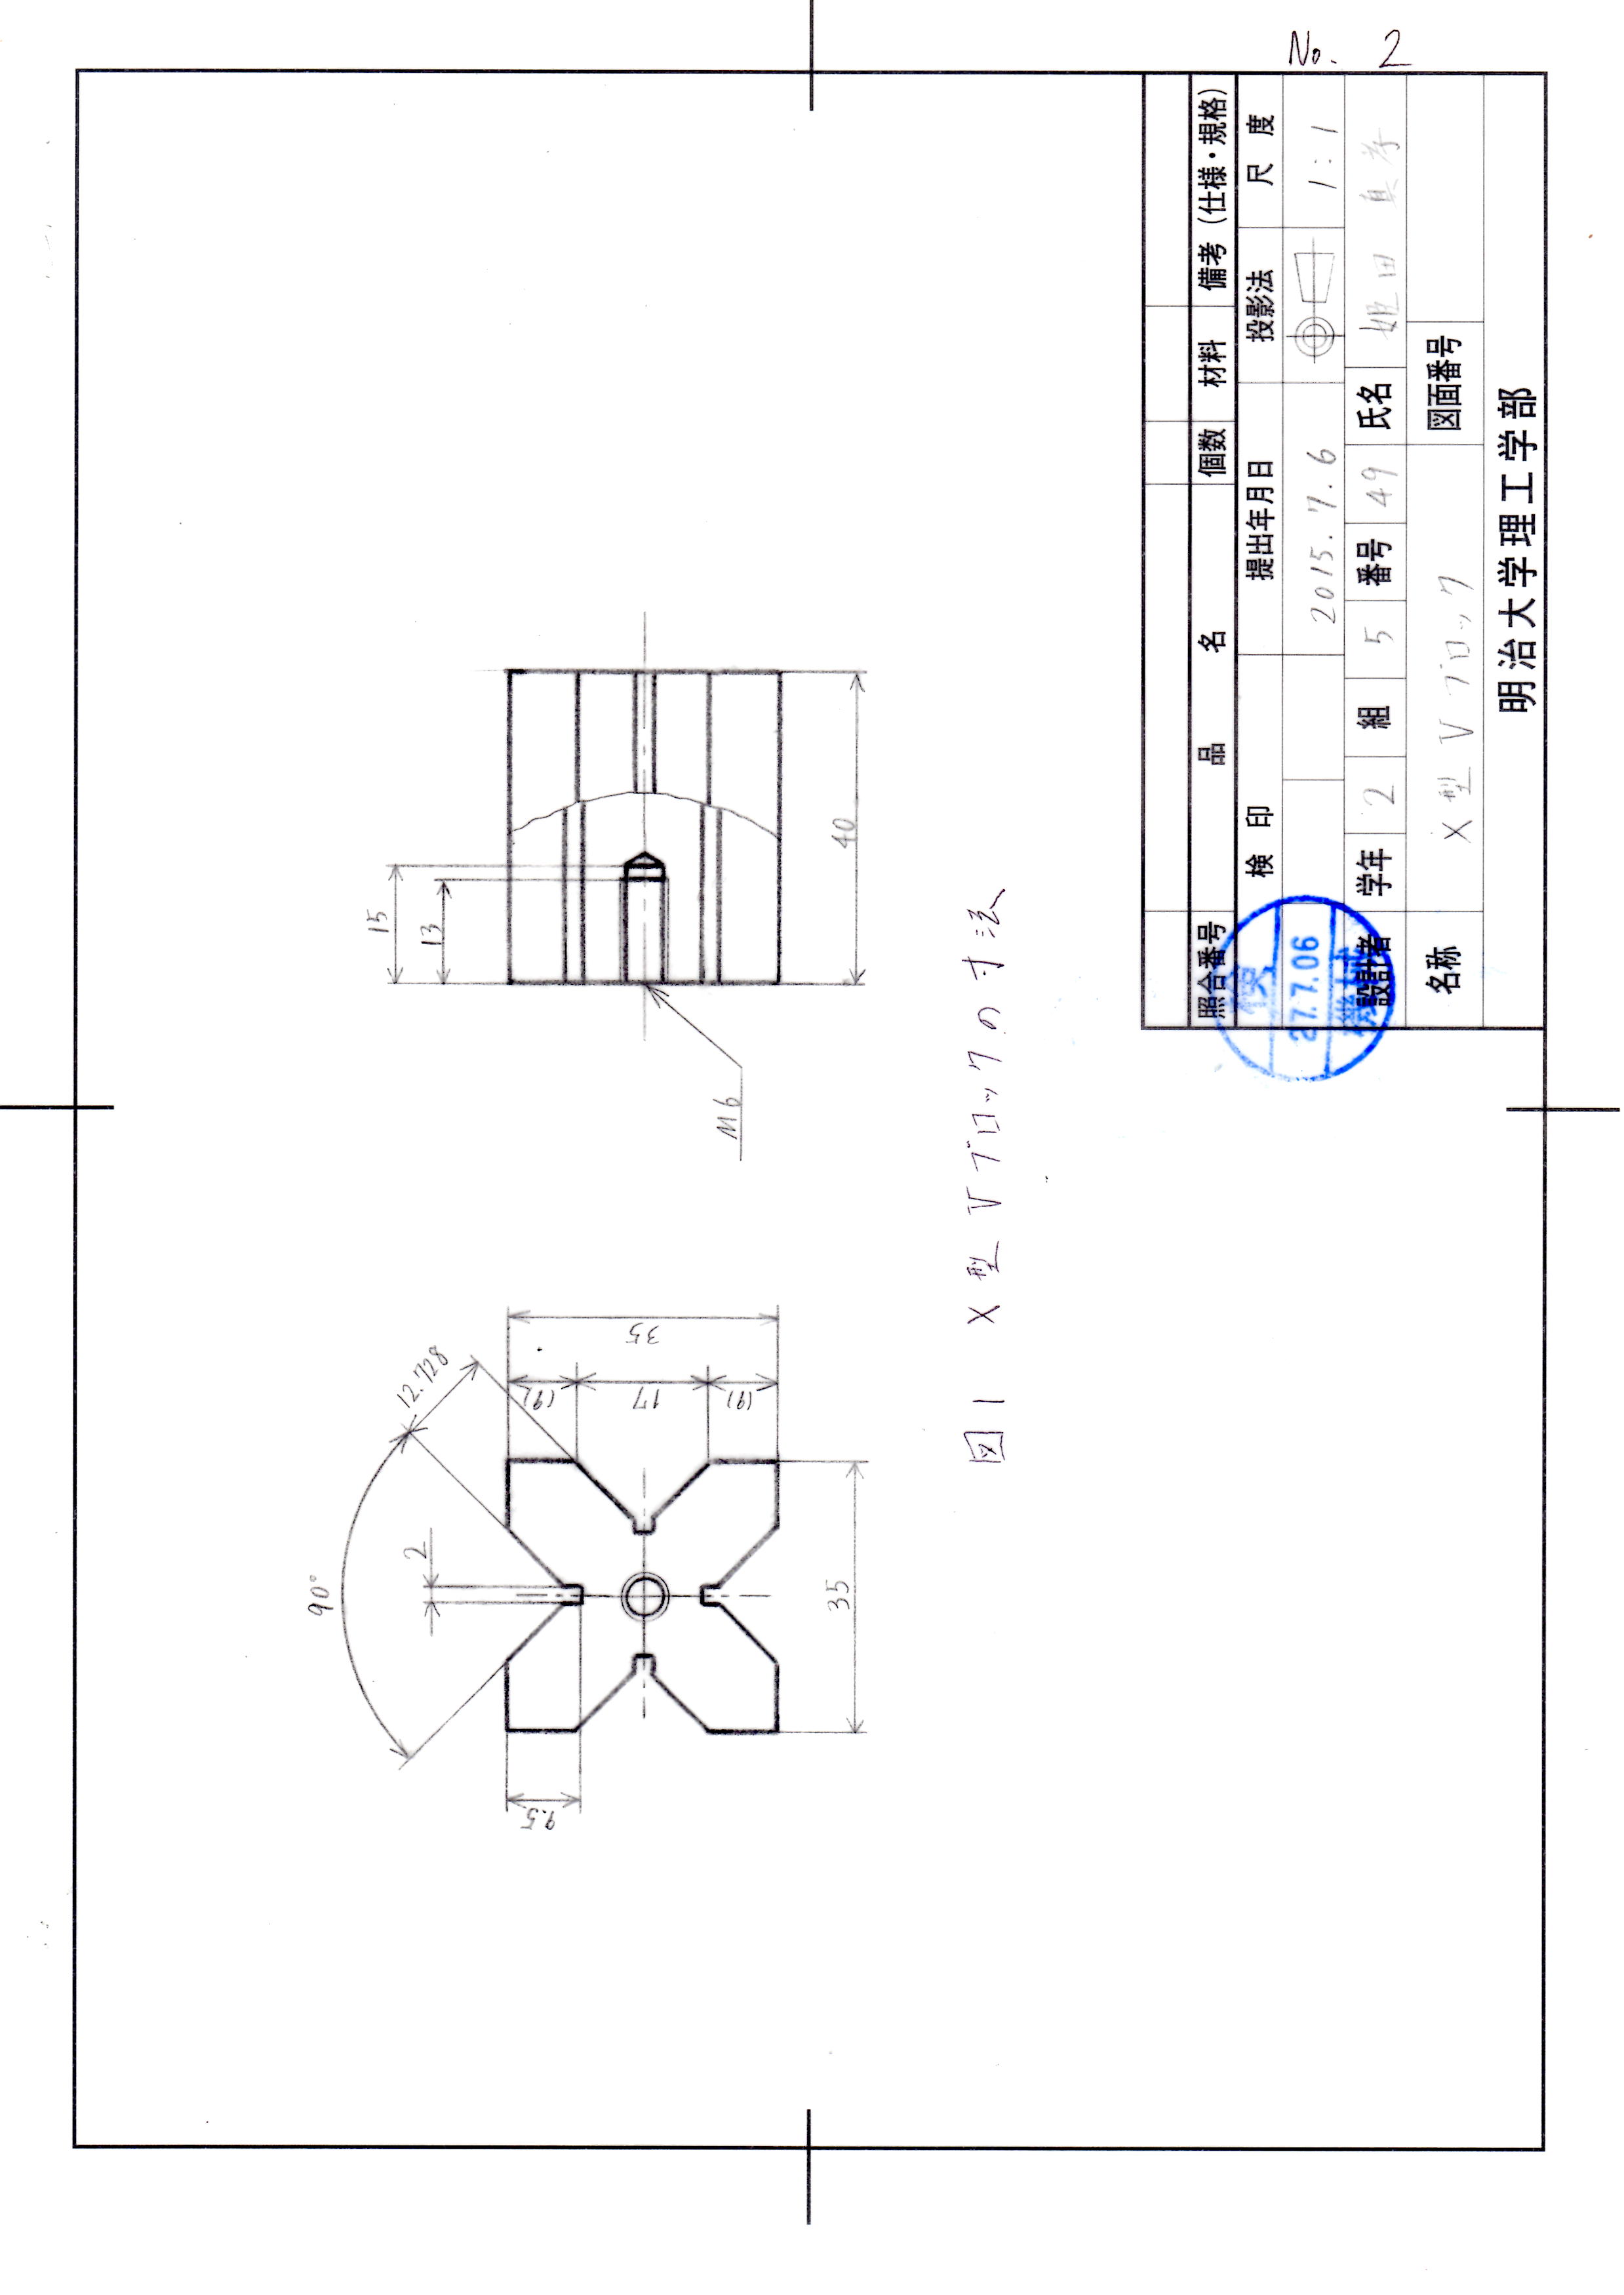 No. 2
15
13
40
M6
90°
2
12.728
9.5
(9)
17
(9)
35
35
図1 X型Vブロックの寸法
照合番号 品 名 個数 材料 備考(仕様・規格)
検 印 提出年月日 投影法 尺 度
2015.7.6 1:1
27.7.06
設計者 学年 2 組 5 番号 49 氏名 姫田
名称 X型Vブロック 図面番号
明治大学理工学部